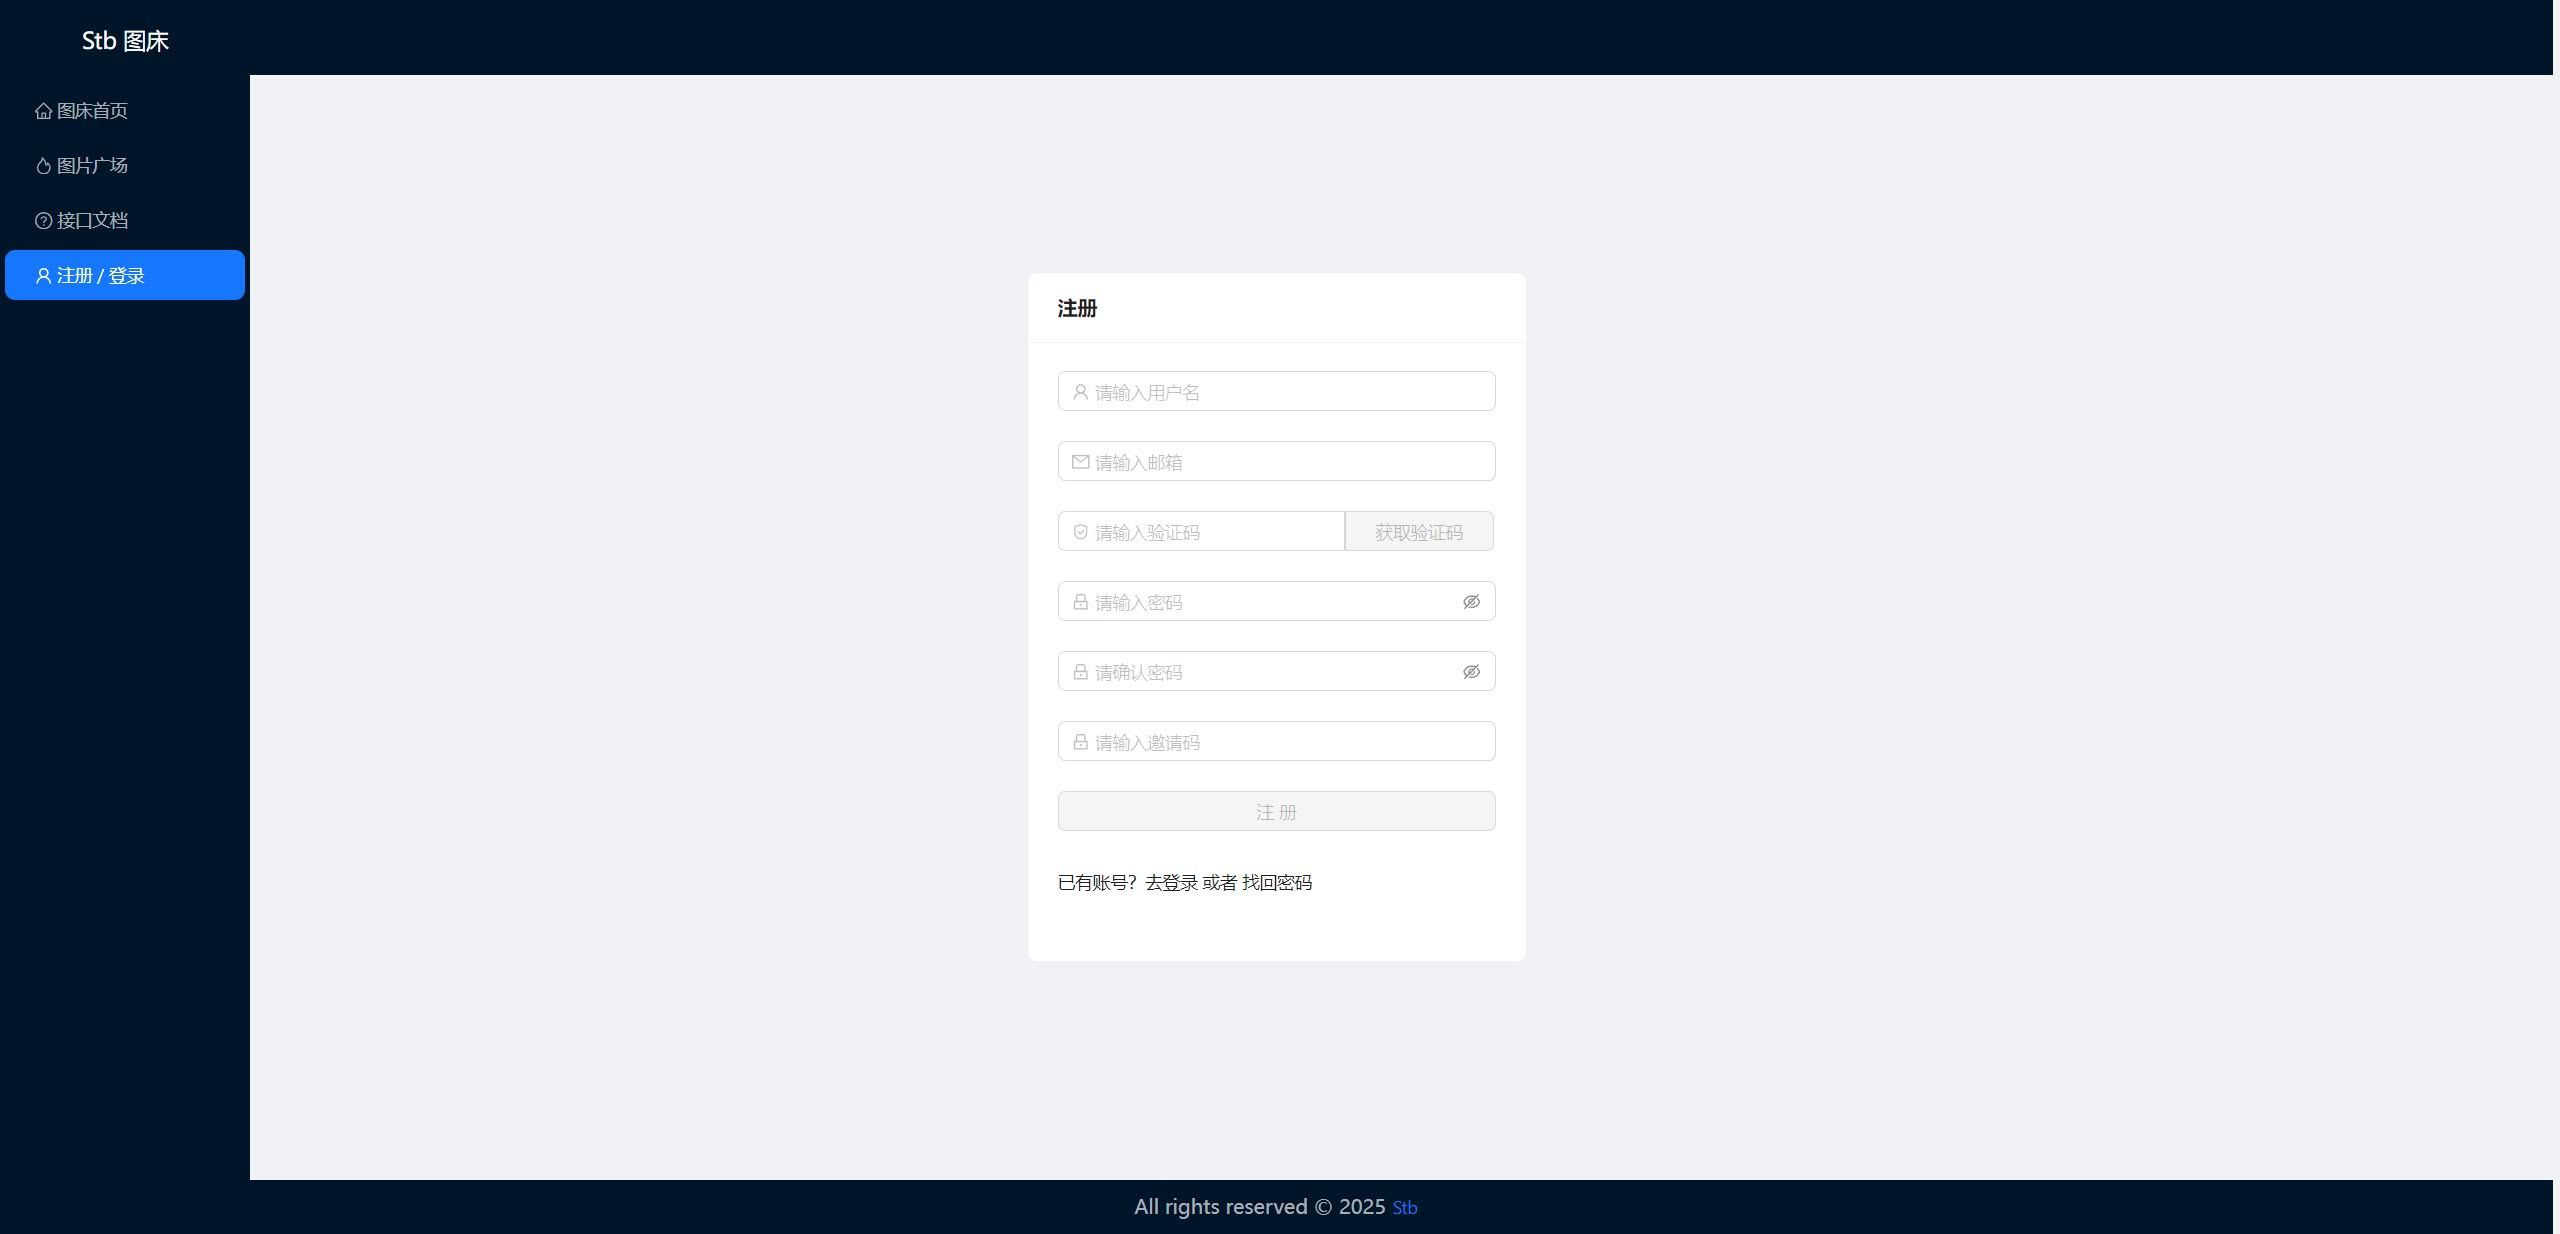 Stb 图床
图床首页
图片广场
接口文档
注册 / 登录
注册
请输入用户名
请输入邮箱
请输入验证码
获取验证码
请输入密码
请确认密码
请输入邀请码
注 册
已有账号？去登录 或者 找回密码
All rights reserved © 2025 Stb